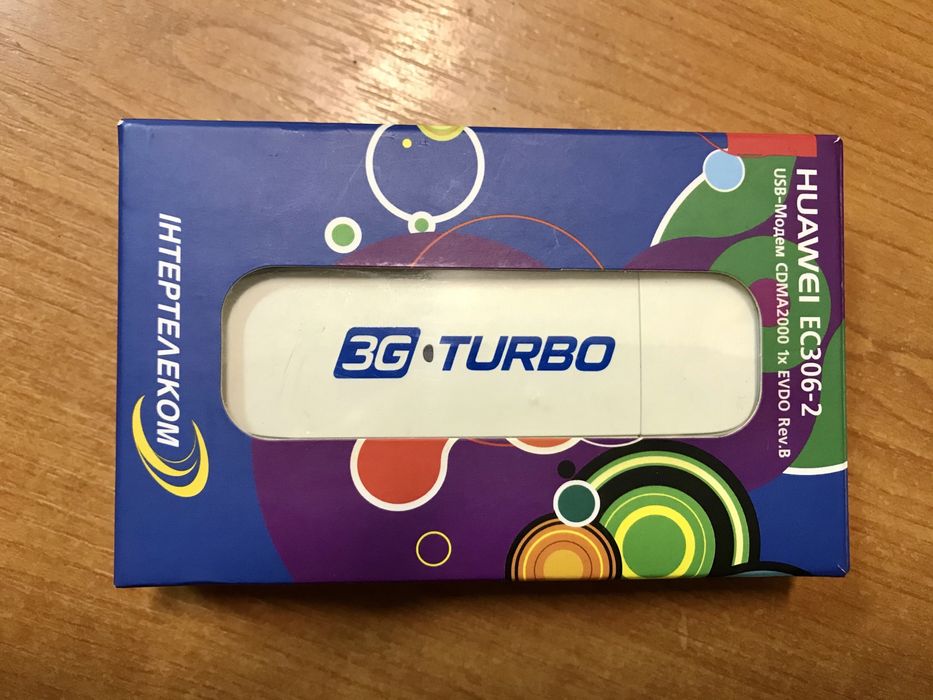 HUAWEI EC306-2
USB-Модем CDMA2000 1x EVDO Rev.B
3G TURBO
ІНТЕРТЕЛЕКОМ